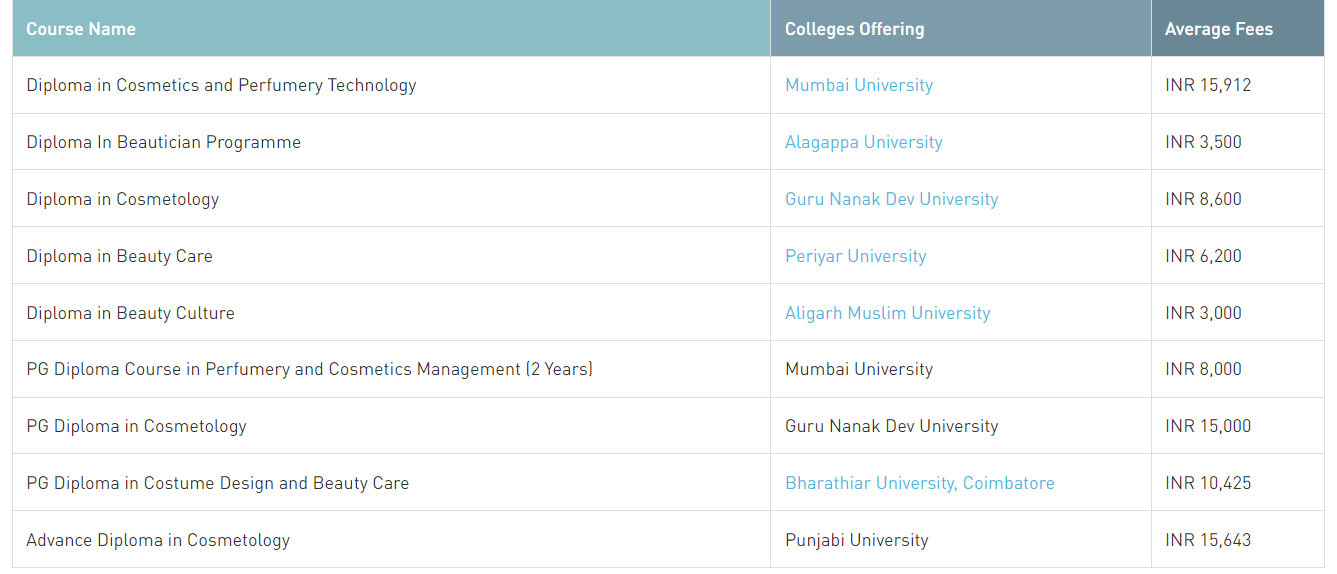 Course Name Colleges Offering Average Fees
Diploma in Cosmetics and Perfumery Technology Mumbai University INR 15,912
Diploma In Beautician Programme Alagappa University INR 3,500
Diploma in Cosmetology Guru Nanak Dev University INR 8,600
Diploma in Beauty Care Periyar University INR 6,200
Diploma in Beauty Culture Aligarh Muslim University INR 3,000
PG Diploma Course in Perfumery and Cosmetics Management (2 Years) Mumbai University INR 8,000
PG Diploma in Cosmetology Guru Nanak Dev University INR 15,000
PG Diploma in Costume Design and Beauty Care Bharathiar University, Coimbatore INR 10,425
Advance Diploma in Cosmetology Punjabi University INR 15,643